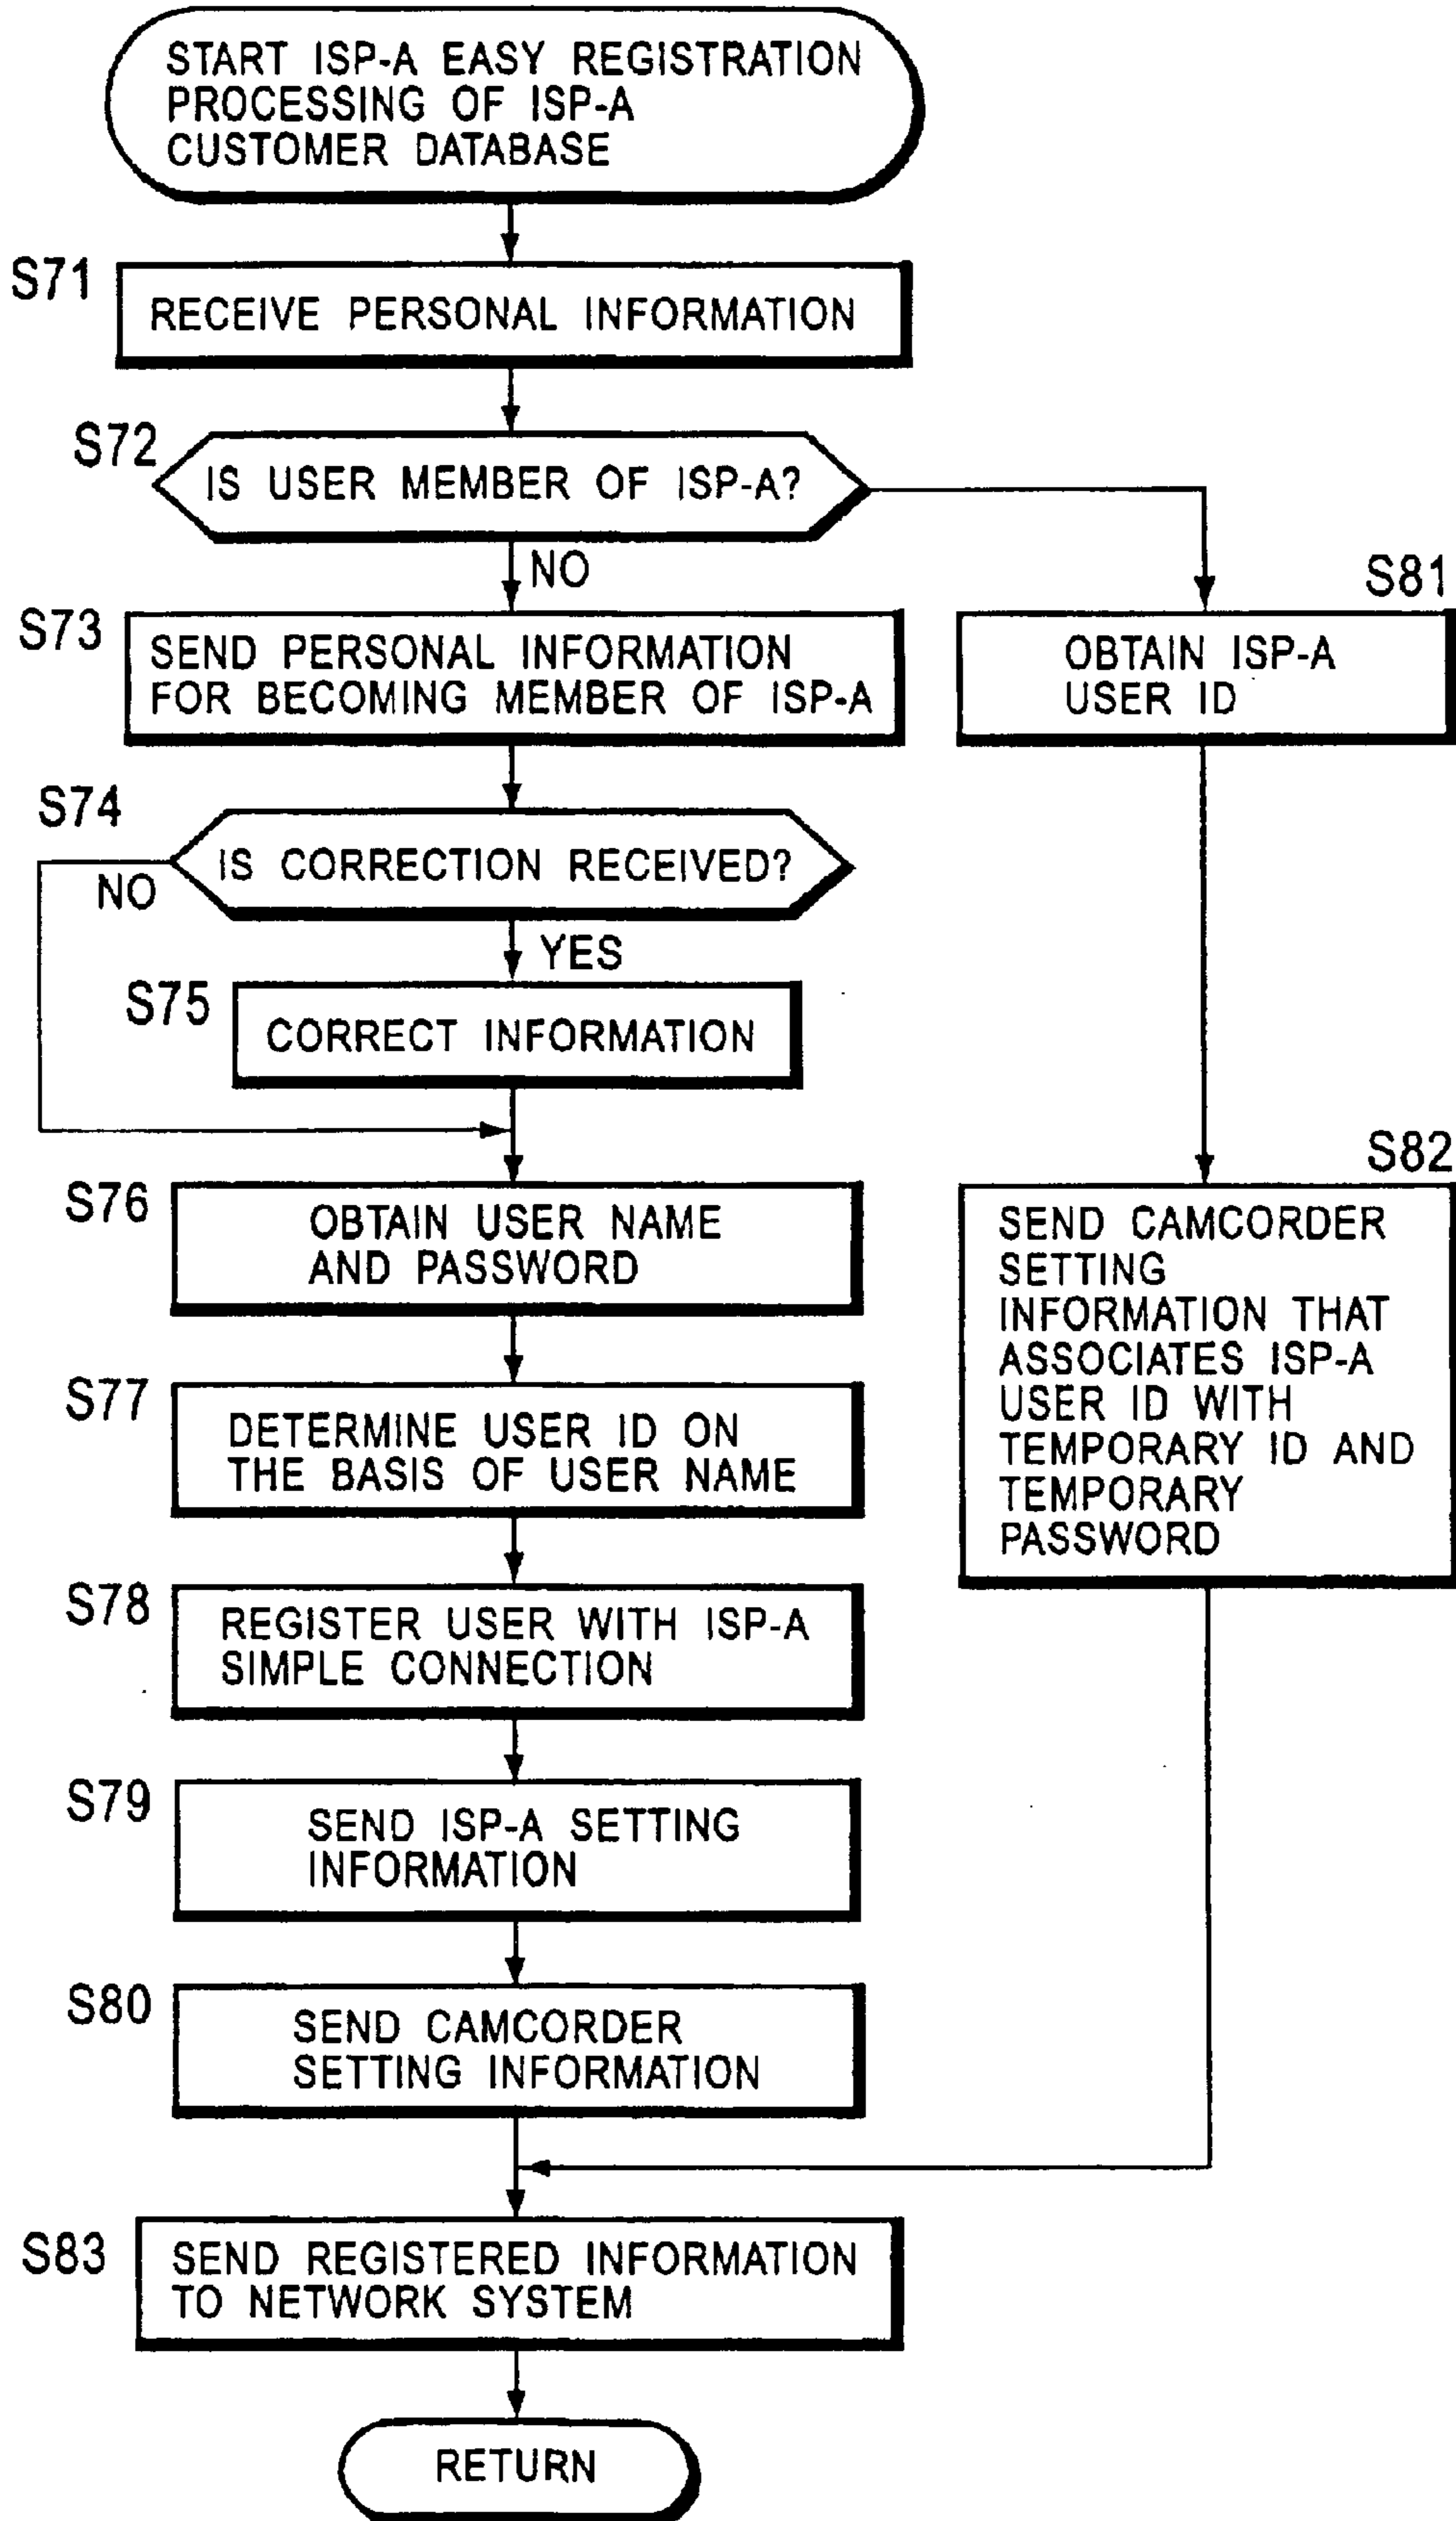 START ISP-A EASY REGISTRATION
PROCESSING OF ISP-A
CUSTOMER DATABASE
S71
RECEIVE PERSONAL INFORMATION
S72
IS USER MEMBER OF ISP-A?
NO
S73
SEND PERSONAL INFORMATION
FOR BECOMING MEMBER OF ISP-A
S81
OBTAIN ISP-A
USER ID
S74
IS CORRECTION RECEIVED?
NO
YES
S75
CORRECT INFORMATION
S76
OBTAIN USER NAME
AND PASSWORD
S82
SEND CAMCORDER
SETTING
INFORMATION THAT
ASSOCIATES ISP-A
USER ID WITH
TEMPORARY ID AND
TEMPORARY
PASSWORD
S77
DETERMINE USER ID ON
THE BASIS OF USER NAME
S78
REGISTER USER WITH ISP-A
SIMPLE CONNECTION
S79
SEND ISP-A SETTING
INFORMATION
S80
SEND CAMCORDER
SETTING INFORMATION
S83
SEND REGISTERED INFORMATION
TO NETWORK SYSTEM
RETURN